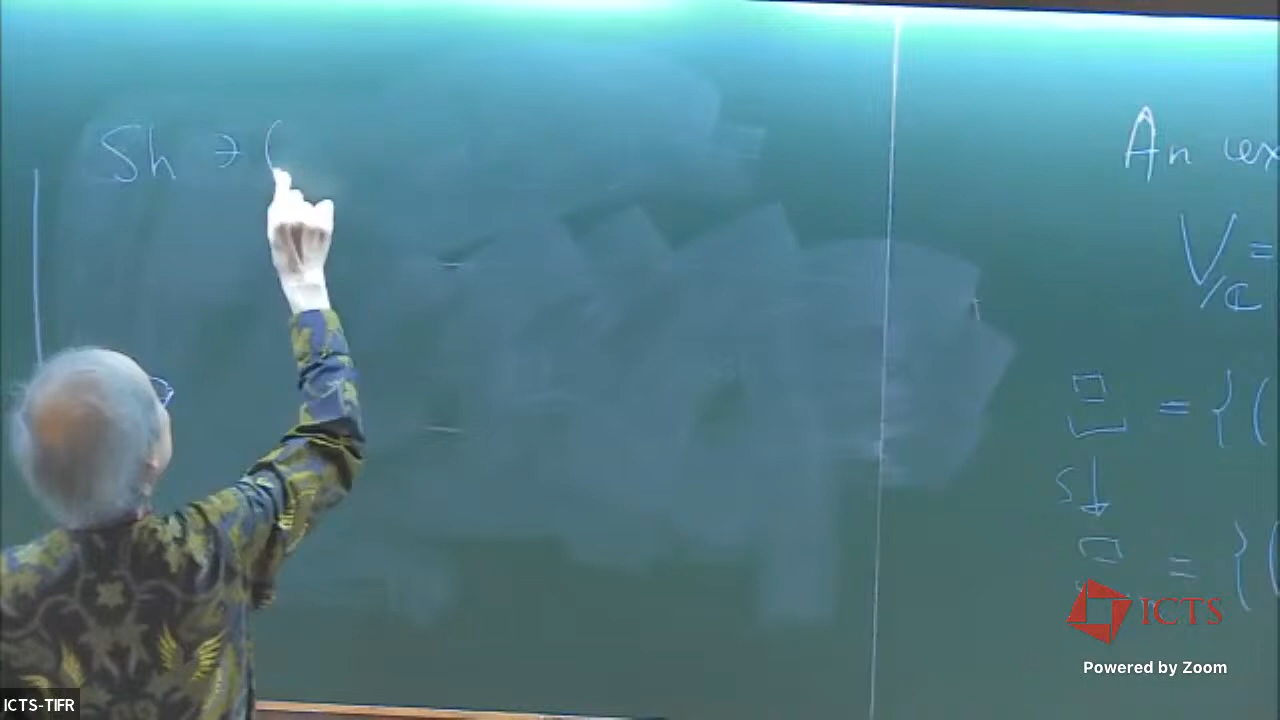 Sh ∋ (
An ex
V/ℂ =
= { (
S↓
= { (
ICTS
Powered by Zoom
ICTS-TIFR